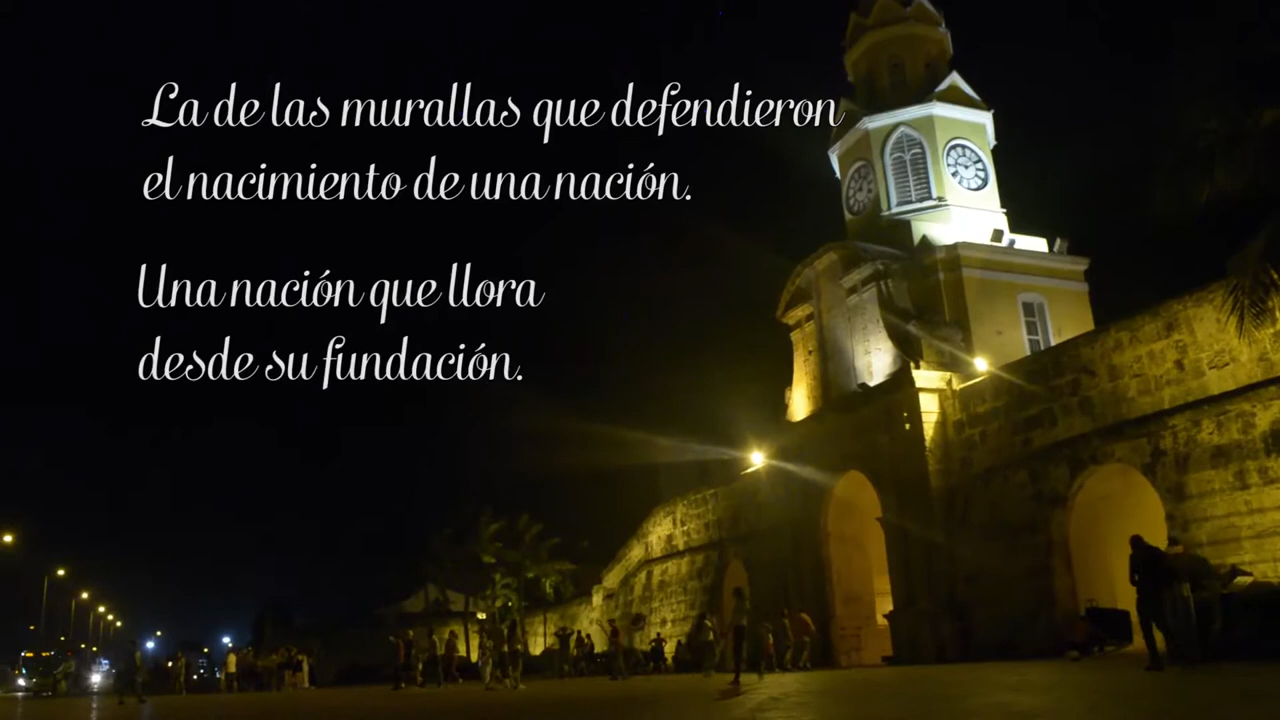 La de las murallas que defendieron
el nacimiento de una nación.
Una nación que llora
desde su fundación.